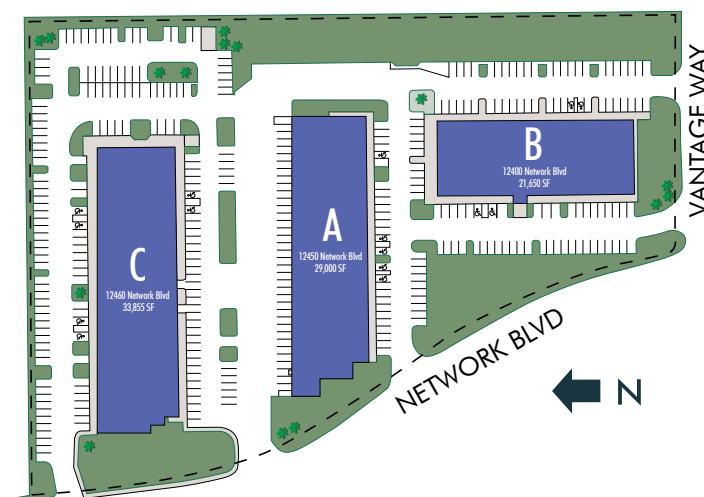 C
12460 Network Blvd
33,855 SF
A
12450 Network Blvd
29,000 SF
B
12400 Network Blvd
21,650 SF
VANTAGE WAY
NETWORK BLVD
N